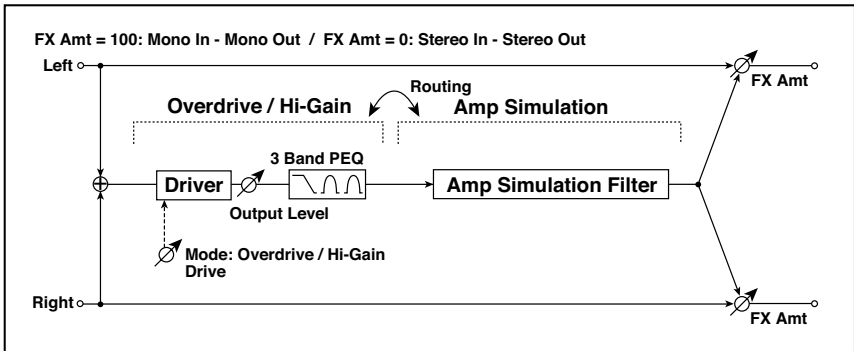 FX Amt = 100: Mono In - Mono Out / FX Amt = 0: Stereo In - Stereo Out
Left
FX Amt
Routing
Overdrive / Hi-Gain
Amp Simulation
3 Band PEQ
Driver
Amp Simulation Filter
Output Level
Mode: Overdrive / Hi-Gain
Drive
Right
FX Amt